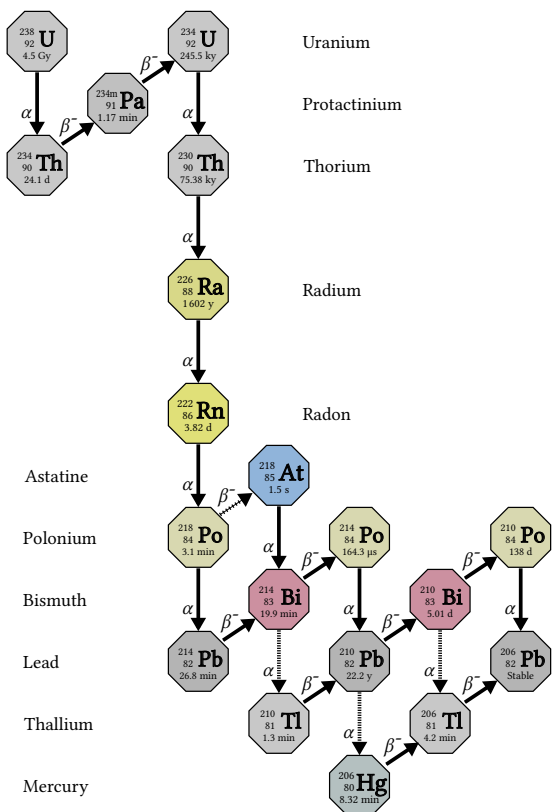 238
92 U
4.5 Gy
234
92 U
245.5 ky
Uranium
β⁻
234m
91 Pa
1.17 min
Protactinium
α
β⁻
α
234
90 Th
24.1 d
230
90 Th
75.38 ky
Thorium
α
226
88 Ra
1 602 y
Radium
α
222
86 Rn
3.82 d
Radon
α
β⁻
Astatine
218
85 At
1.5 s
Polonium
218
84 Po
3.1 min
214
84 Po
164.3 µs
210
84 Po
138 d
α
β⁻
β⁻
Bismuth
214
83 Bi
19.9 min
210
83 Bi
5.01 d
α
β⁻
α
β⁻
α
Lead
214
82 Pb
26.8 min
210
82 Pb
22.2 y
206
82 Pb
Stable
α
β⁻
α
β⁻
Thallium
210
81 Tl
1.3 min
206
81 Tl
4.2 min
α
β⁻
Mercury
206
80 Hg
8.32 min